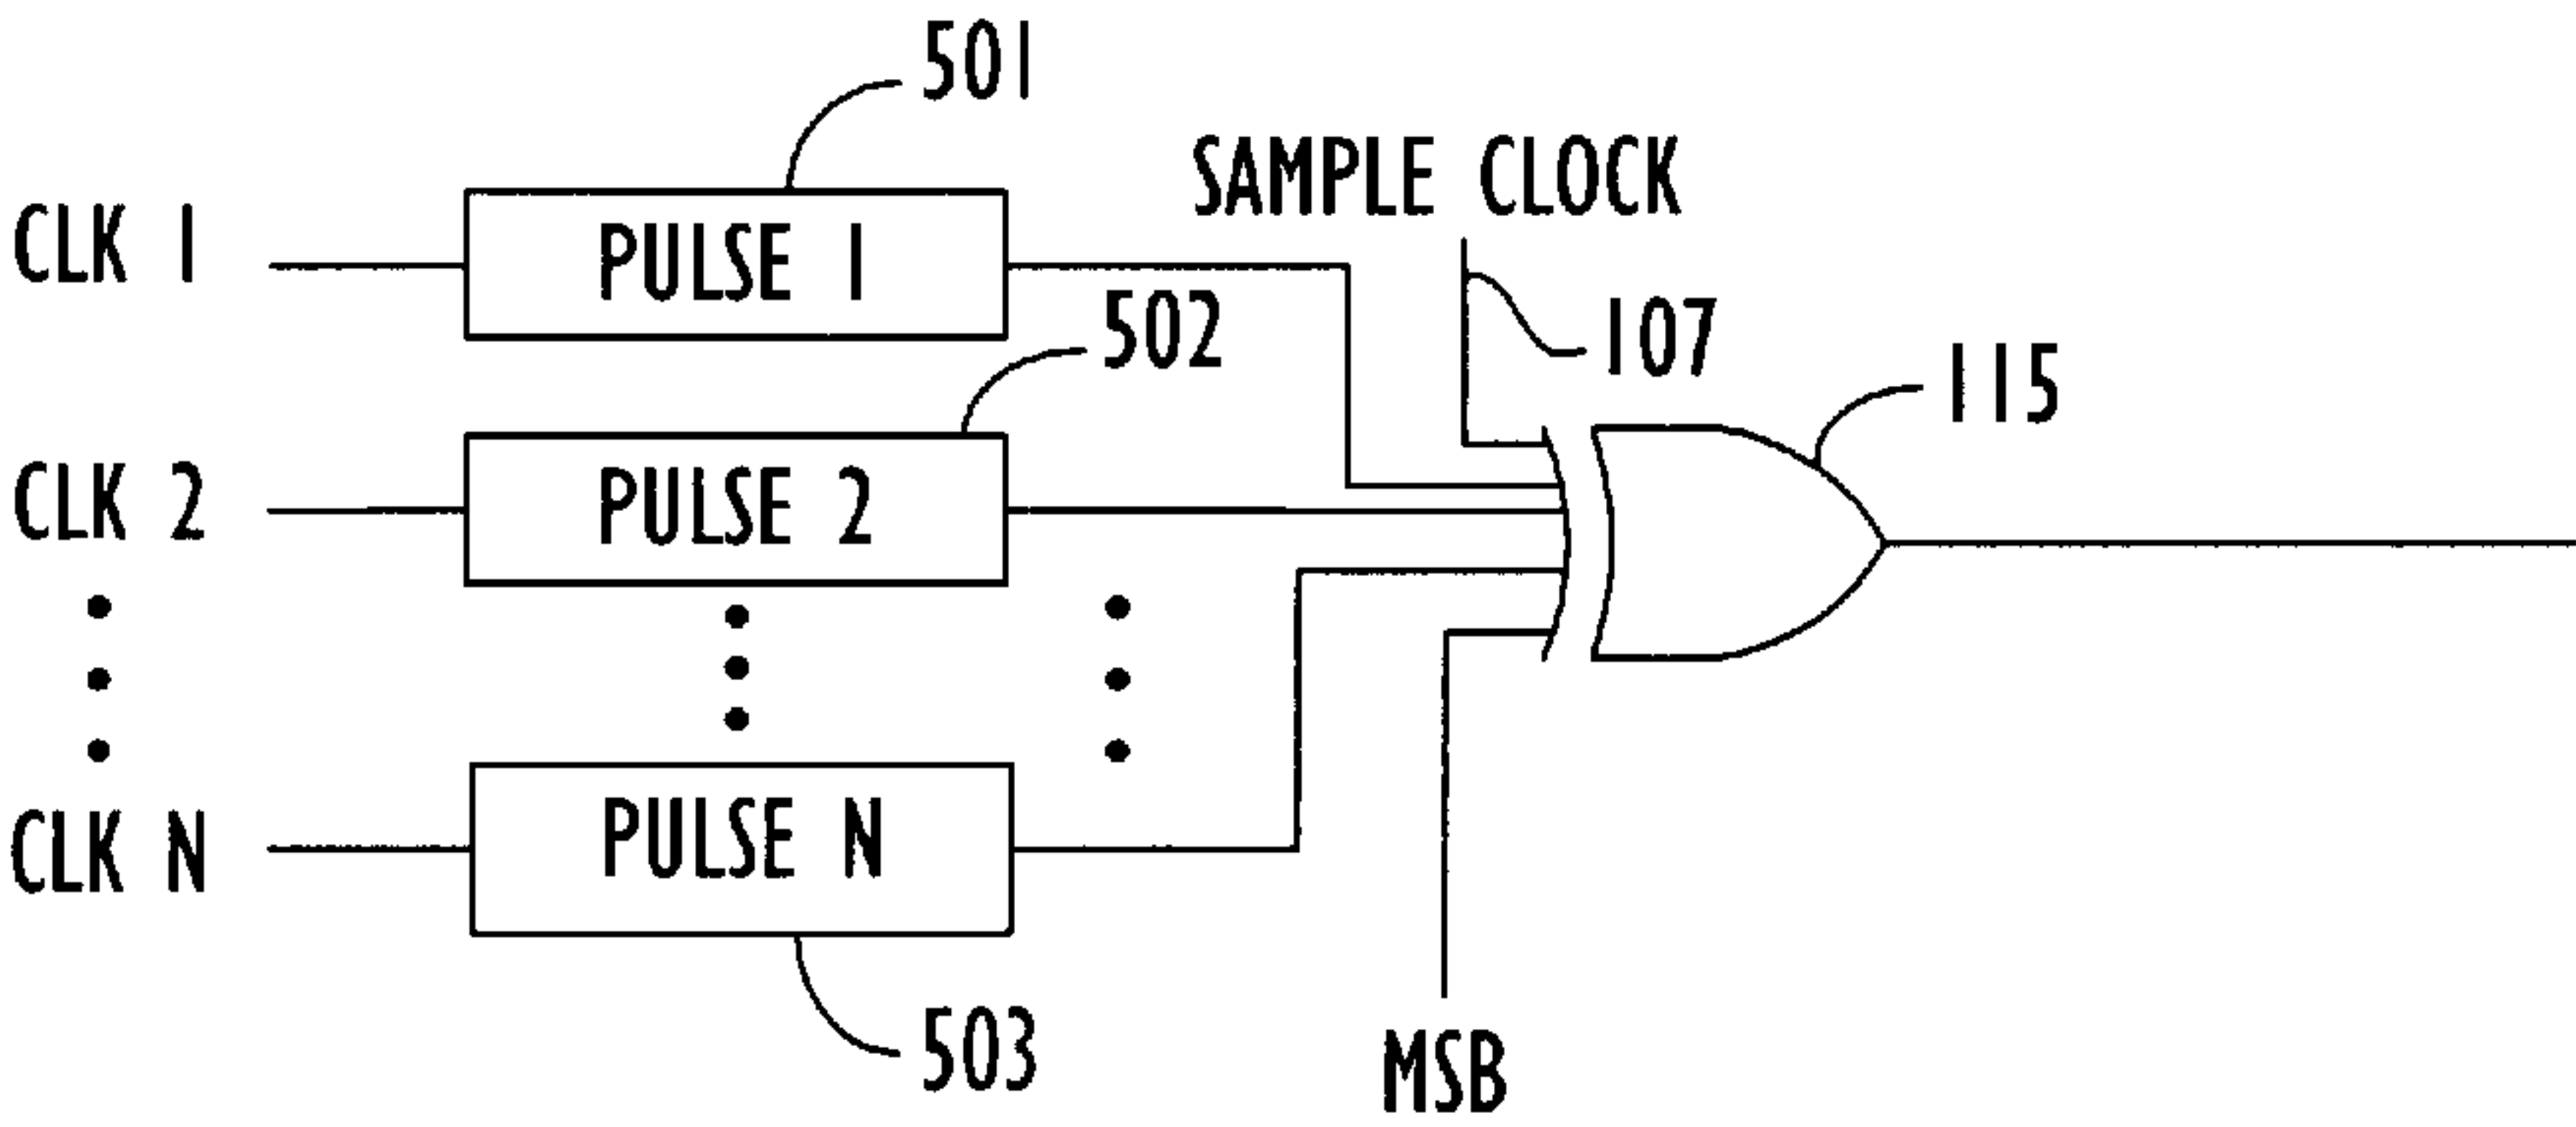 501
SAMPLE CLOCK
CLK 1
PULSE 1
502
107
115
CLK 2
PULSE 2
CLK N
PULSE N
503
MSB